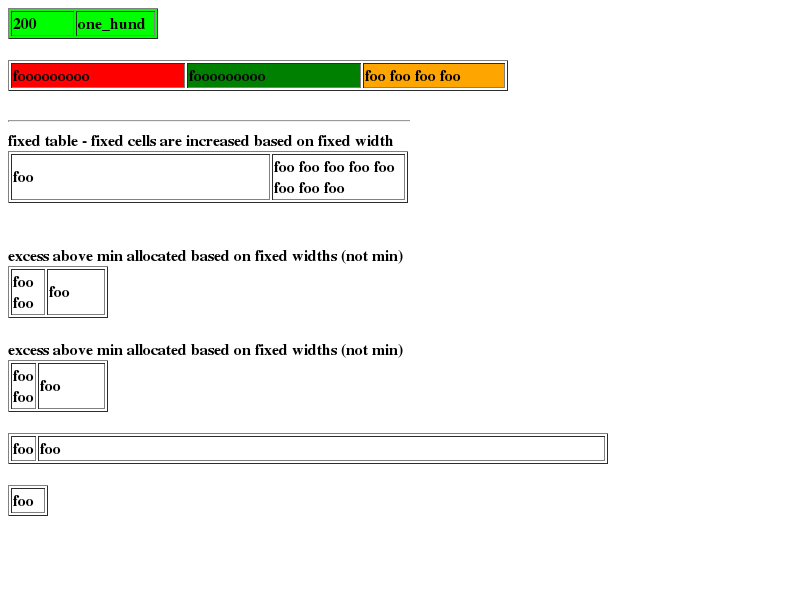 200 one_hund
fooooooooo fooooooooo foo foo foo foo
fixed table - fixed cells are increased based on fixed width
foo foo foo foo foo foo
foo foo foo
excess above min allocated based on fixed widths (not min)
foo
foo
foo
excess above min allocated based on fixed widths (not min)
foo
foo
foo
foo foo
foo